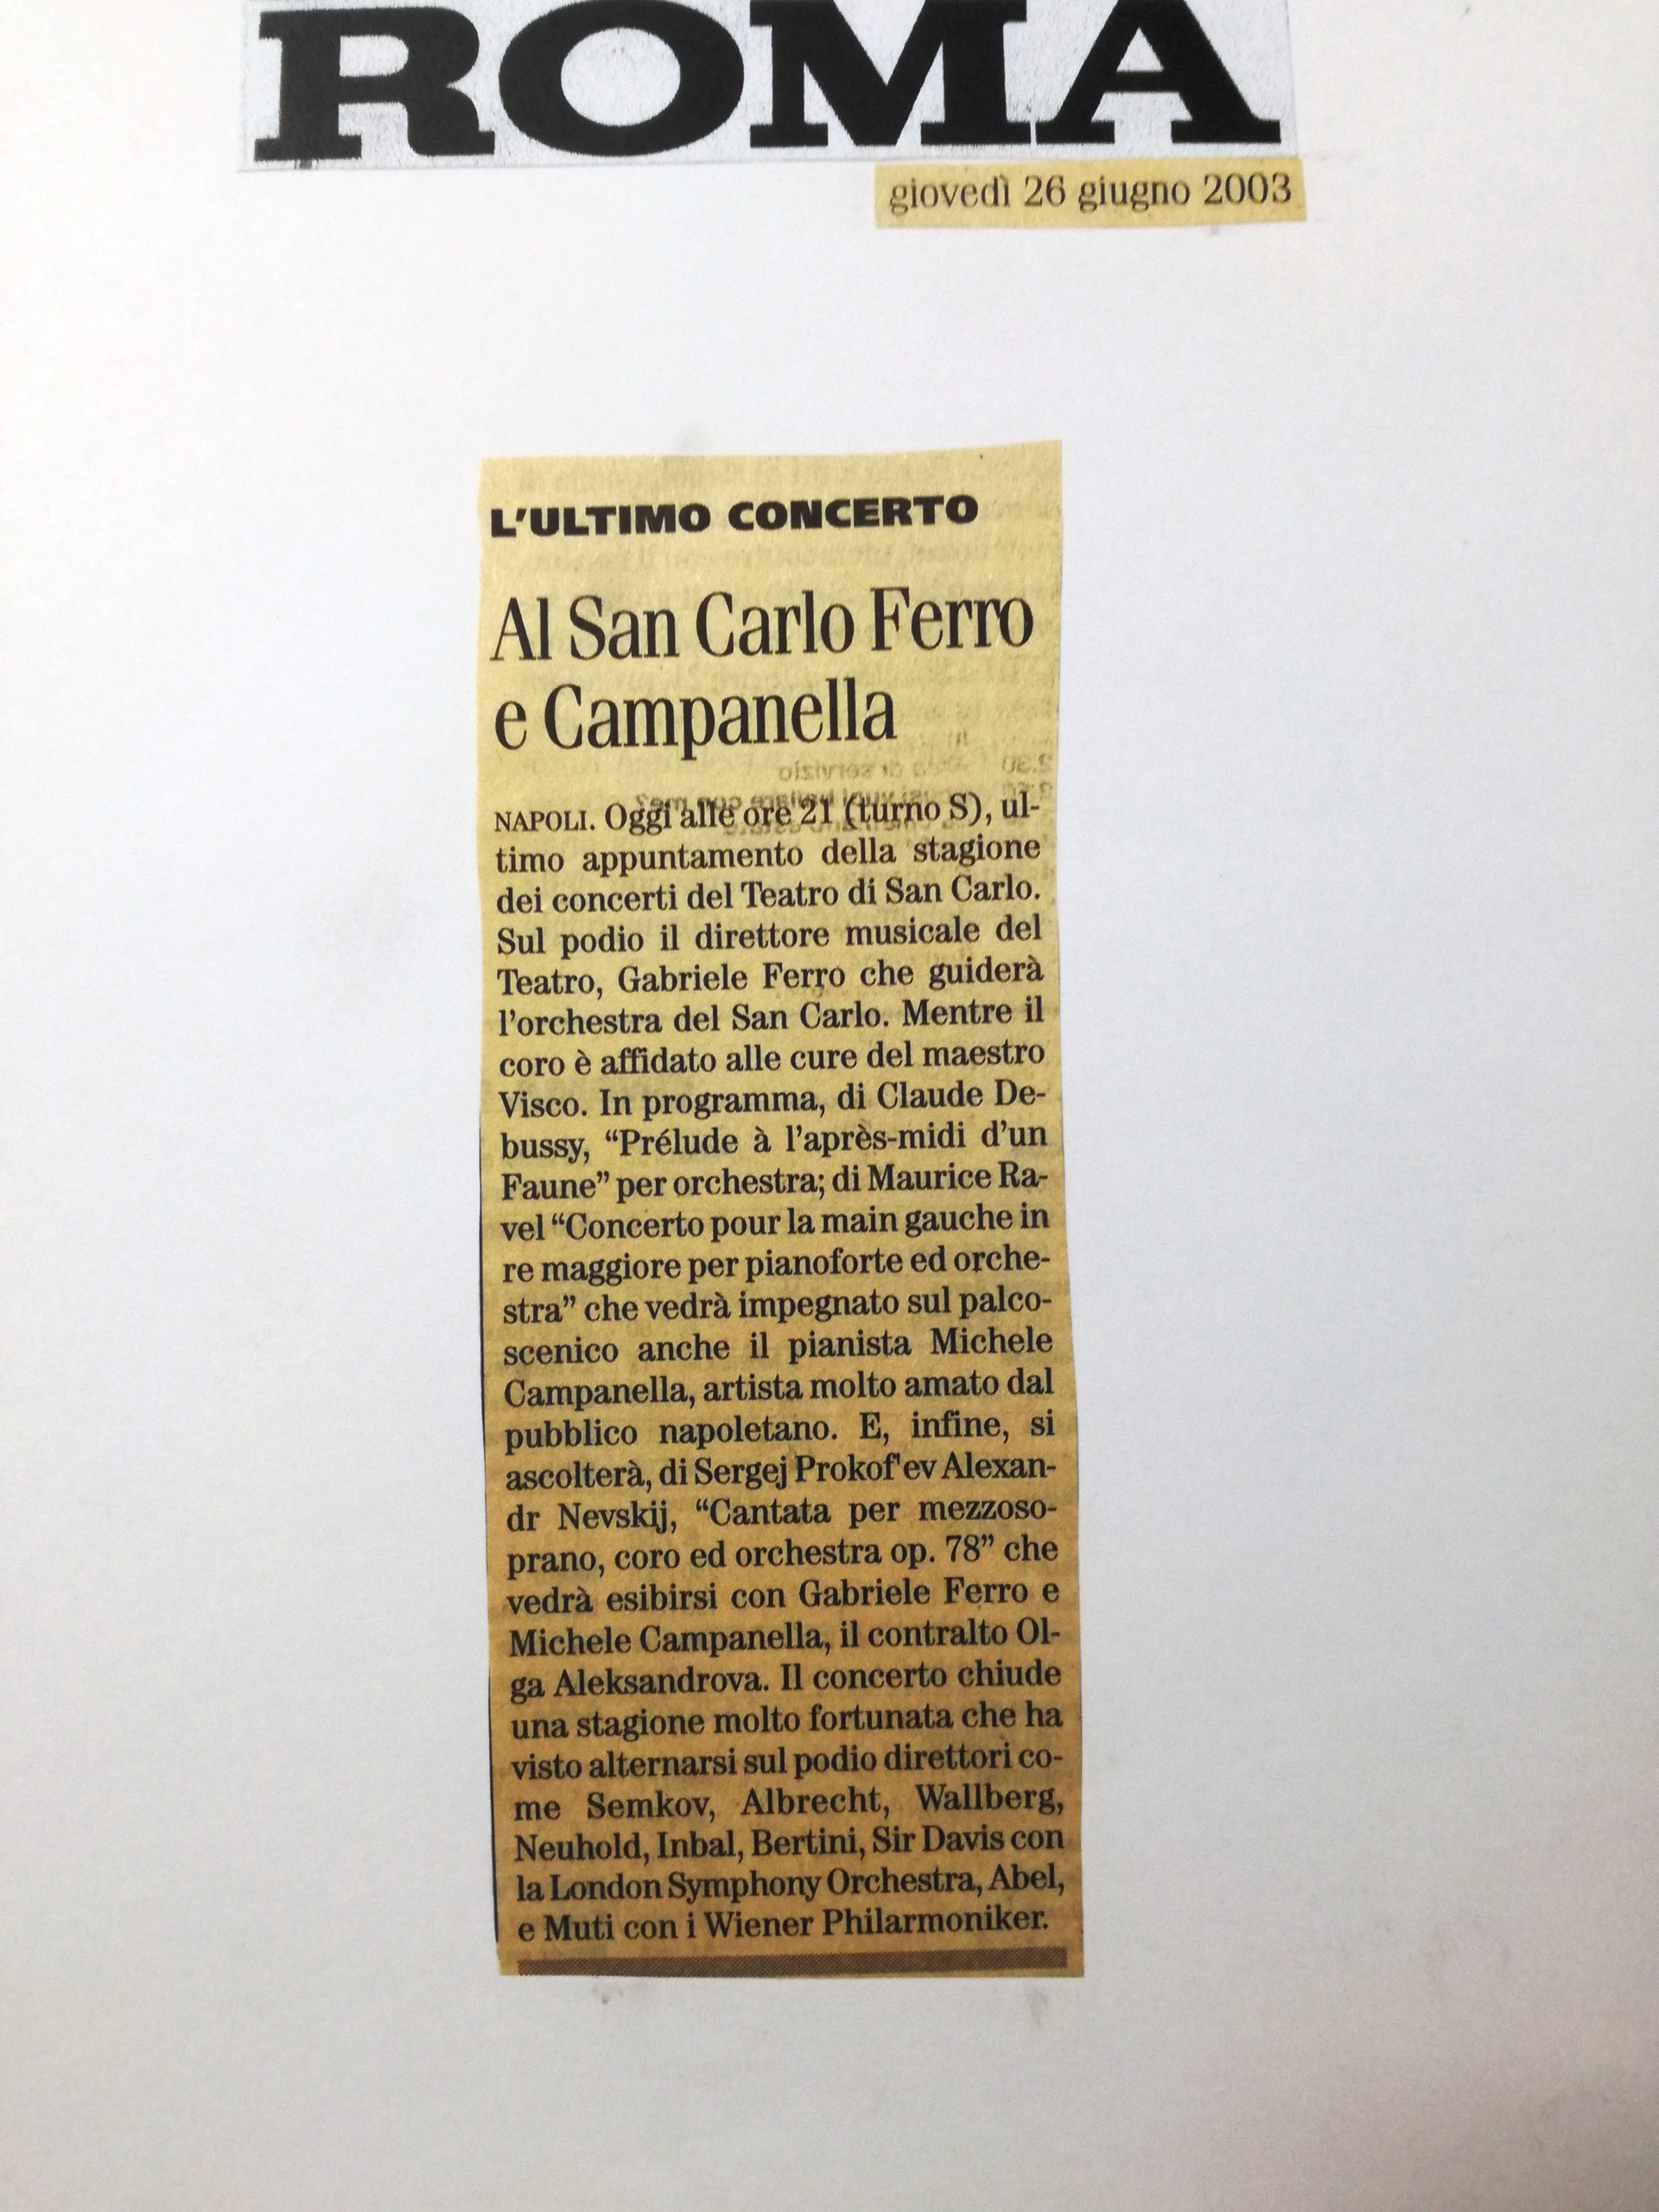 ROMA
giovedì 26 giugno 2003
L'ULTIMO CONCERTO
Al San Carlo Ferro
e Campanella
NAPOLI. Oggi alle ore 21 (turno S), ul-
timo appuntamento della stagione
dei concerti del Teatro di San Carlo.
Sul podio il direttore musicale del
Teatro, Gabriele Ferro che guiderà
l'orchestra del San Carlo. Mentre il
coro è affidato alle cure del maestro
Visco. In programma, di Claude De-
bussy, “Prélude à l'après-midi d'un
Faune” per orchestra; di Maurice Ra-
vel “Concerto pour la main gauche in
re maggiore per pianoforte ed orche-
stra” che vedrà impegnato sul palco-
scenico anche il pianista Michele
Campanella, artista molto amato dal
pubblico napoletano. E, infine, si
ascolterà, di Sergej Prokof'ev Alexan-
dr Nevskij, “Cantata per mezzoso-
prano, coro ed orchestra op. 78” che
vedrà esibirsi con Gabriele Ferro e
Michele Campanella, il contralto Ol-
ga Aleksandrova. Il concerto chiude
una stagione molto fortunata che ha
visto alternarsi sul podio direttori co-
me Semkov, Albrecht, Wallberg,
Neuhold, Inbal, Bertini, Sir Davis con
la London Symphony Orchestra, Abel,
e Muti con i Wiener Philarmoniker.